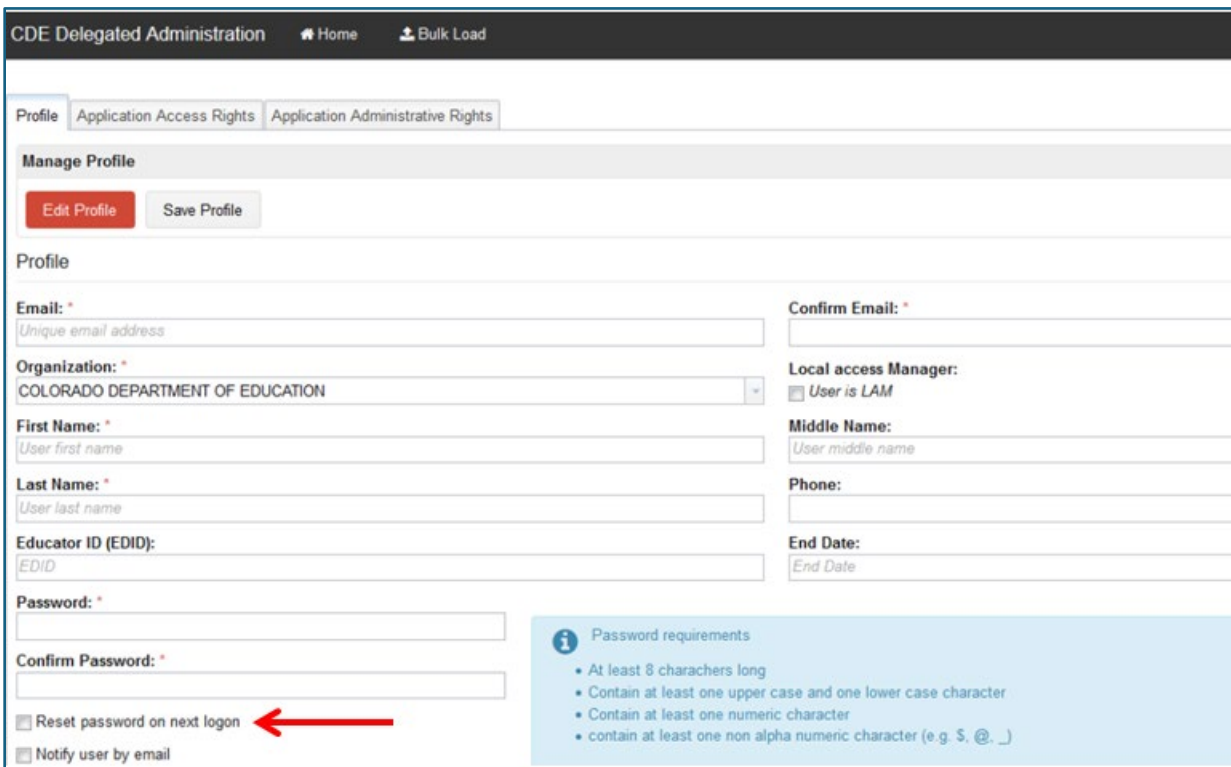 CDE Delegated Administration Home Bulk Load
Profile Application Access Rights Application Administrative Rights
Manage Profile
Edit Profile Save Profile
Profile
Email: * Confirm Email: *
Unique email address
Organization: * Local access Manager:
COLORADO DEPARTMENT OF EDUCATION User is LAM
First Name: * Middle Name:
User first name User middle name
Last Name: * Phone:
User last name
Educator ID (EDID): End Date:
EDID End Date
Password: *
Password requirements
Confirm Password: *
• At least 8 charachers long
• Contain at least one upper case and one lower case character
• Contain at least one numeric character
• contain at least one non alpha numeric character (e.g. $, @, _)
Reset password on next logon
Notify user by email